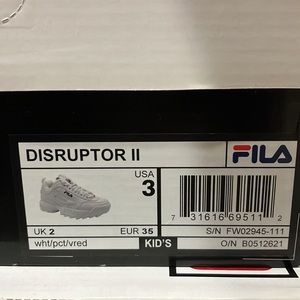 DISRUPTOR II
FILA
USA
3
7 31616 69511 2
UK 2
EUR 35
S/N FW02945-111
wht/pct/vred
KID'S
O/N B0512621